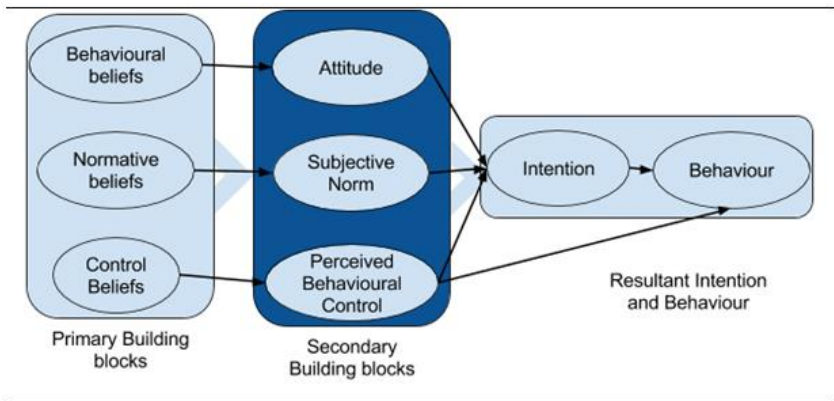 Behavioural
beliefs
Normative
beliefs
Control
Beliefs
Primary Building
blocks
Attitude
Subjective
Norm
Perceived
Behavioural
Control
Secondary
Building blocks
Intention
Behaviour
Resultant Intention
and Behaviour